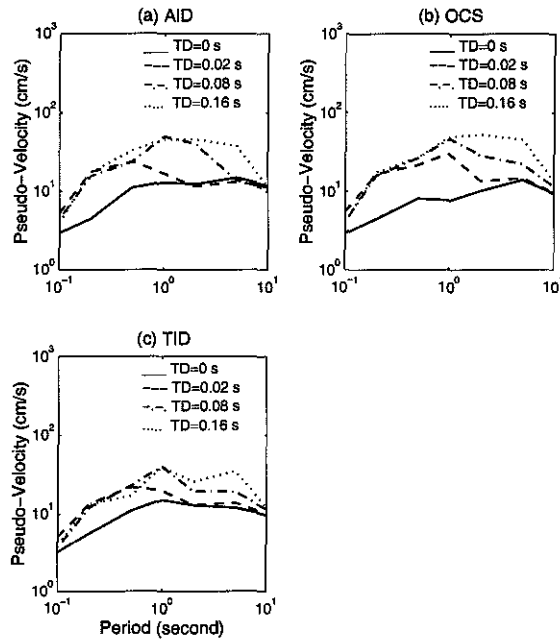 (a) AID
10³
10²
10¹
10⁰
Pseudo-Velocity (cm/s)
TD=0 s
TD=0.02 s
TD=0.08 s
TD=0.16 s
10⁻¹
10⁰
10¹
(b) OCS
10³
10²
10¹
10⁰
Pseudo-Velocity (cm/s)
TD=0 s
TD=0.02 s
TD=0.08 s
TD=0.16 s
10⁻¹
10⁰
10¹
(c) TID
10³
10²
10¹
10⁰
Pseudo-Velocity (cm/s)
TD=0 s
TD=0.02 s
TD=0.08 s
TD=0.16 s
10⁻¹
10⁰
10¹
Period (second)